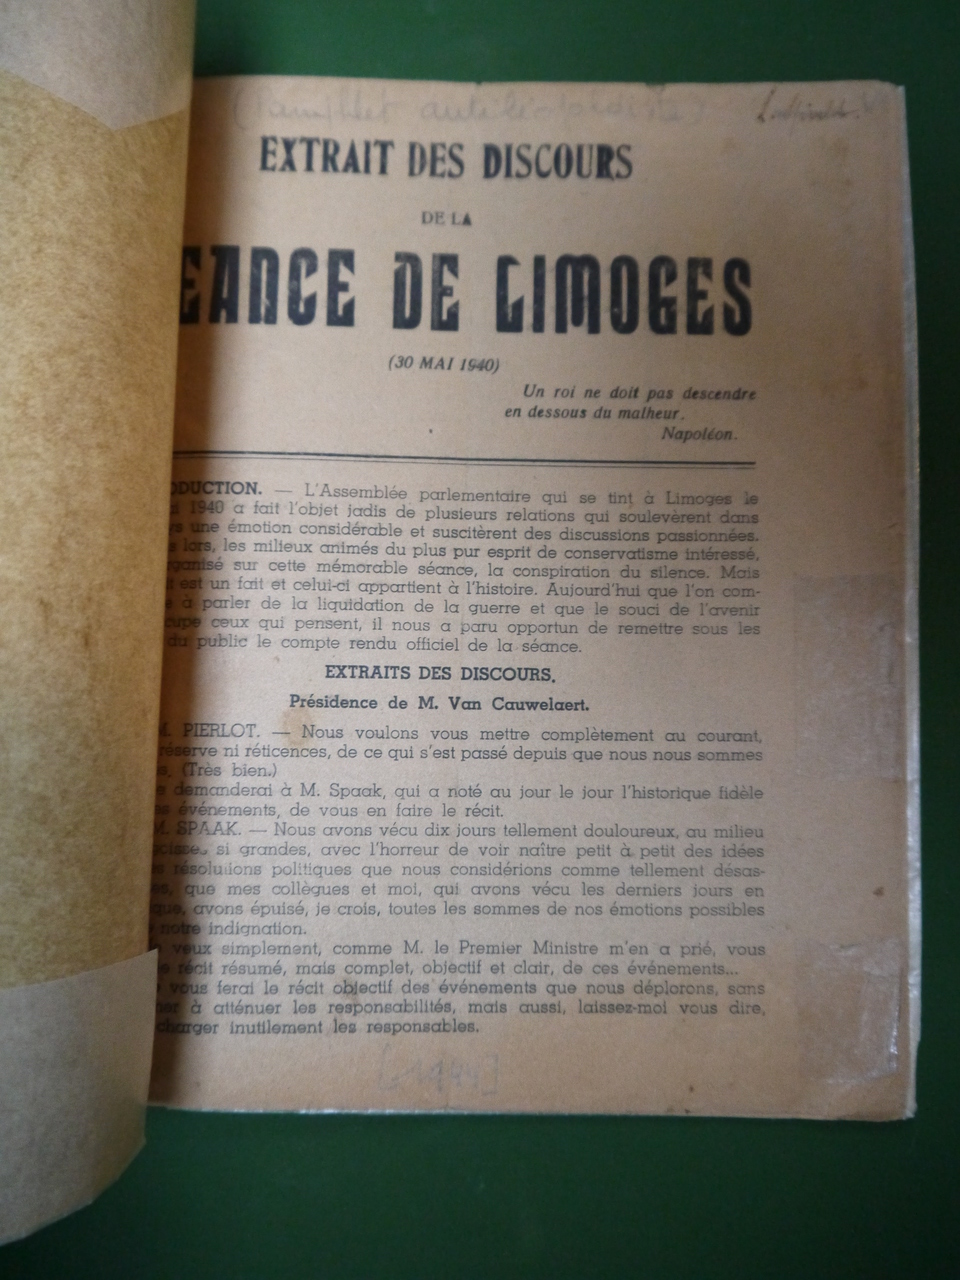 (Pamphlet antiléopoldiste)
EXTRAIT DES DISCOURS
DE LA
EANCE DE LIMOGES
(30 MAI 1940)
Un roi ne doit pas descendre
en dessous du malheur.
Napoléon.
ODUCTION. — L'Assemblée parlementaire qui se tint à Limoges le
i 1940 a fait l'objet jadis de plusieurs relations qui soulevèrent dans
ys une émotion considérable et suscitèrent des discussions passionnées.
s lors, les milieux animés du plus pur esprit de conservatisme intéressé,
rganisé sur cette mémorable séance, la conspiration du silence. Mais
it est un fait et celui-ci appartient à l'histoire. Aujourd'hui que l'on com-
e à parler de la liquidation de la guerre et que le souci de l'avenir
cupe ceux qui pensent, il nous a paru opportun de remettre sous les
du public le compte rendu officiel de la séance.
EXTRAITS DES DISCOURS.
Présidence de M. Van Cauwelaert.
M. PIERLOT. — Nous voulons vous mettre complètement au courant,
réserve ni réticences, de ce qui s'est passé depuis que nous nous sommes
s. (Très bien.)
e demanderai à M. Spaak, qui a noté au jour le jour l'historique fidèle
es événements, de vous en faire le récit.
M. SPAAK. — Nous avons vécu dix jours tellement douloureux, au milieu
si grandes, avec l'horreur de voir naître petit à petit des idées
résolutions politiques que nous considérions comme tellement désas-
es, que mes collègues et moi, qui avons vécu les derniers jours en
que, avons épuisé, je crois, toutes les sommes de nos émotions possibles
notre indignation.
veux simplement, comme M. le Premier Ministre m'en a prié, vous
e récit résumé, mais complet, objectif et clair, de ces événements...
vous ferai le récit objectif des événements que nous déplorons, sans
her à atténuer les responsabilités, mais aussi, laissez-moi vous dire,
charger inutilement les responsables.